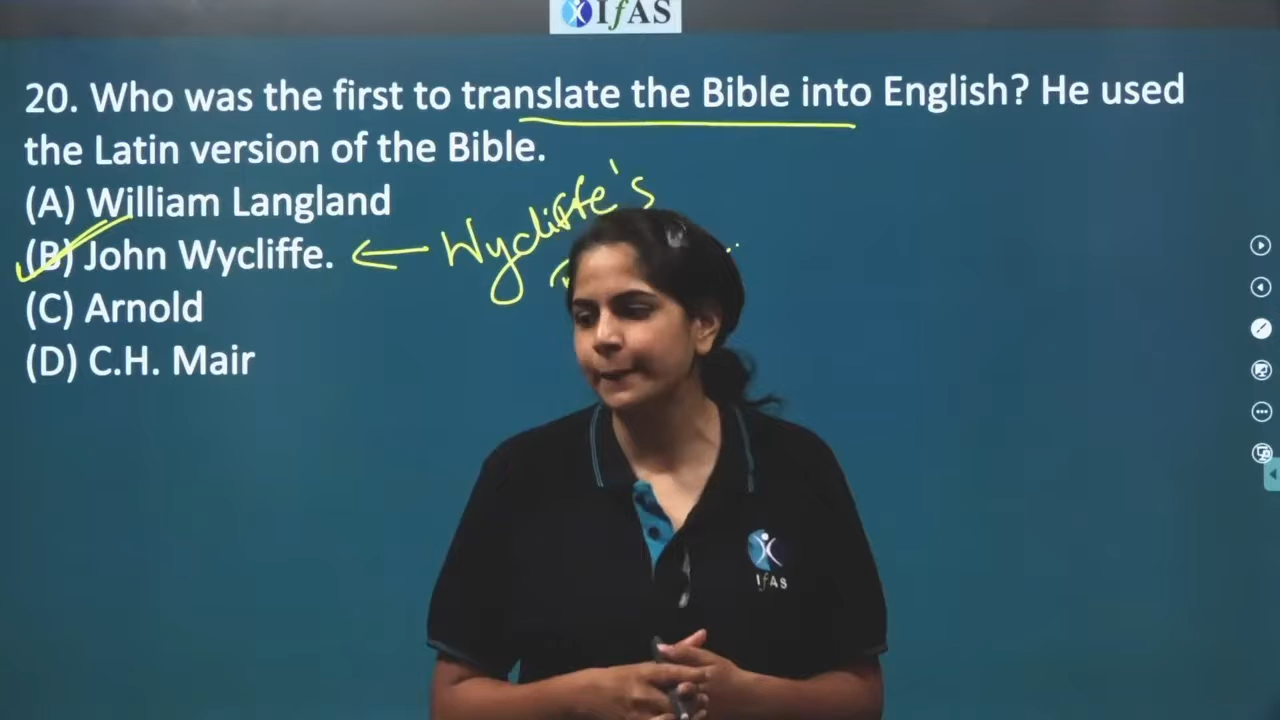 IfAS
20. Who was the first to translate the Bible into English? He used
the Latin version of the Bible.
(A) William Langland
(B) John Wycliffe.
Wycliffe's
(C) Arnold
(D) C.H. Mair
IfAS